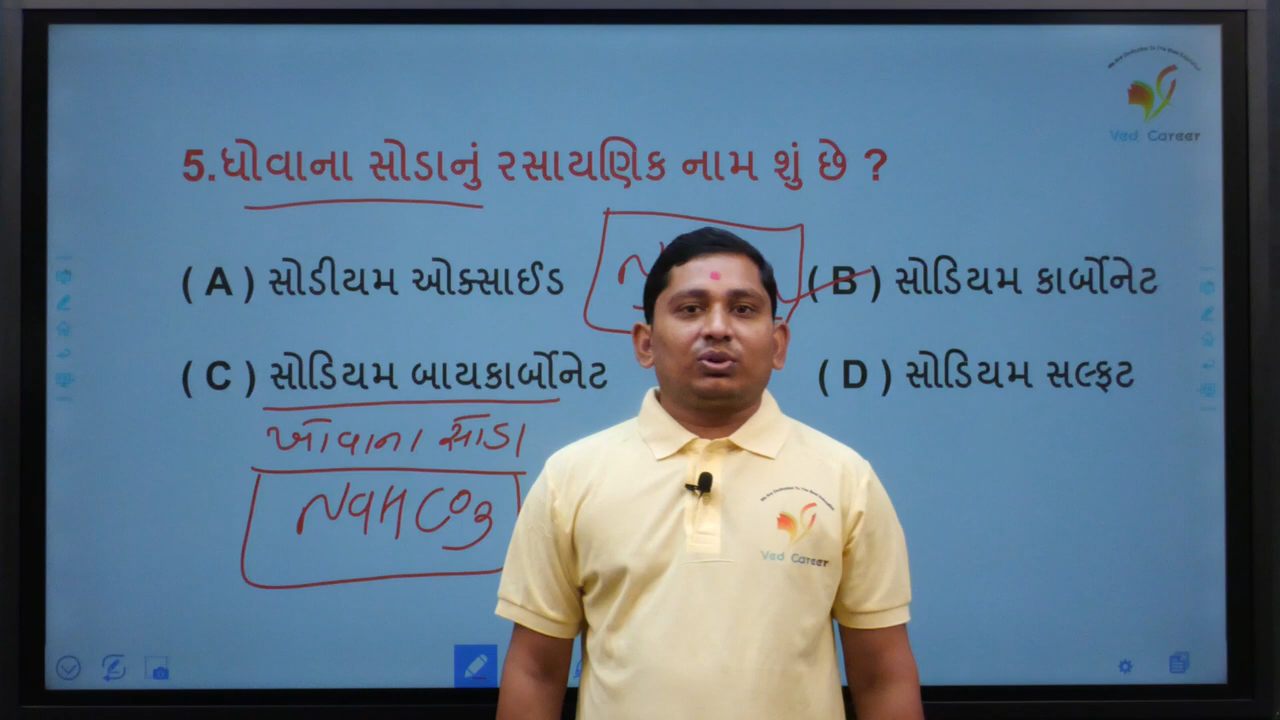 Ved Career
5.ધોવાના સોડાનું રસાયણિક નામ શું છે ?
( A ) સોડીયમ ઓક્સાઈડ
( B ) સોડિયમ કાર્બોનેટ
( C ) સોડિયમ બાયકાર્બોનેટ
( D ) સોડિયમ સલ્ફટ
ખાવાના સોડા
NaHCO3
Ved Career